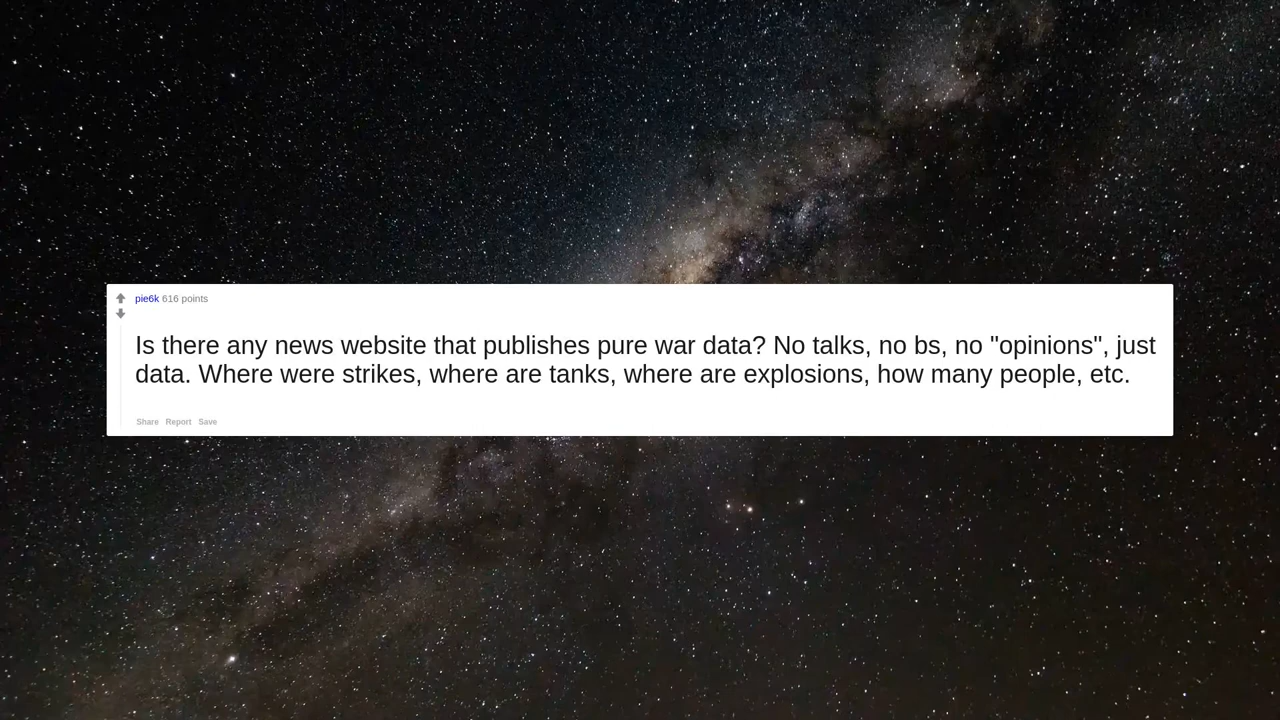 pie6k 616 points
Is there any news website that publishes pure war data? No talks, no bs, no "opinions", just
data. Where were strikes, where are tanks, where are explosions, how many people, etc.
Share Report Save